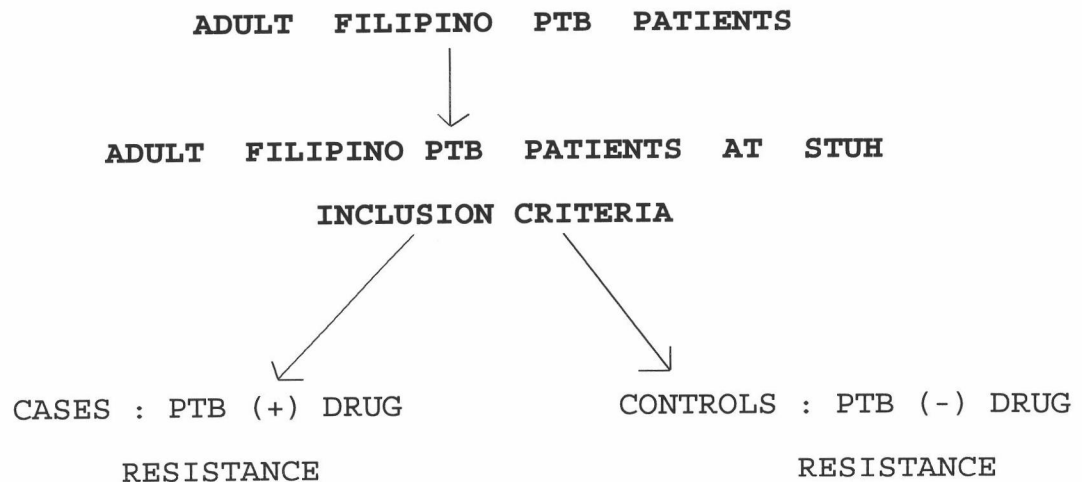 ADULT FILIPINO PTB PATIENTS
ADULT FILIPINO PTB PATIENTS AT STUH
INCLUSION CRITERIA
CASES : PTB (+) DRUG
RESISTANCE
CONTROLS : PTB (-) DRUG
RESISTANCE